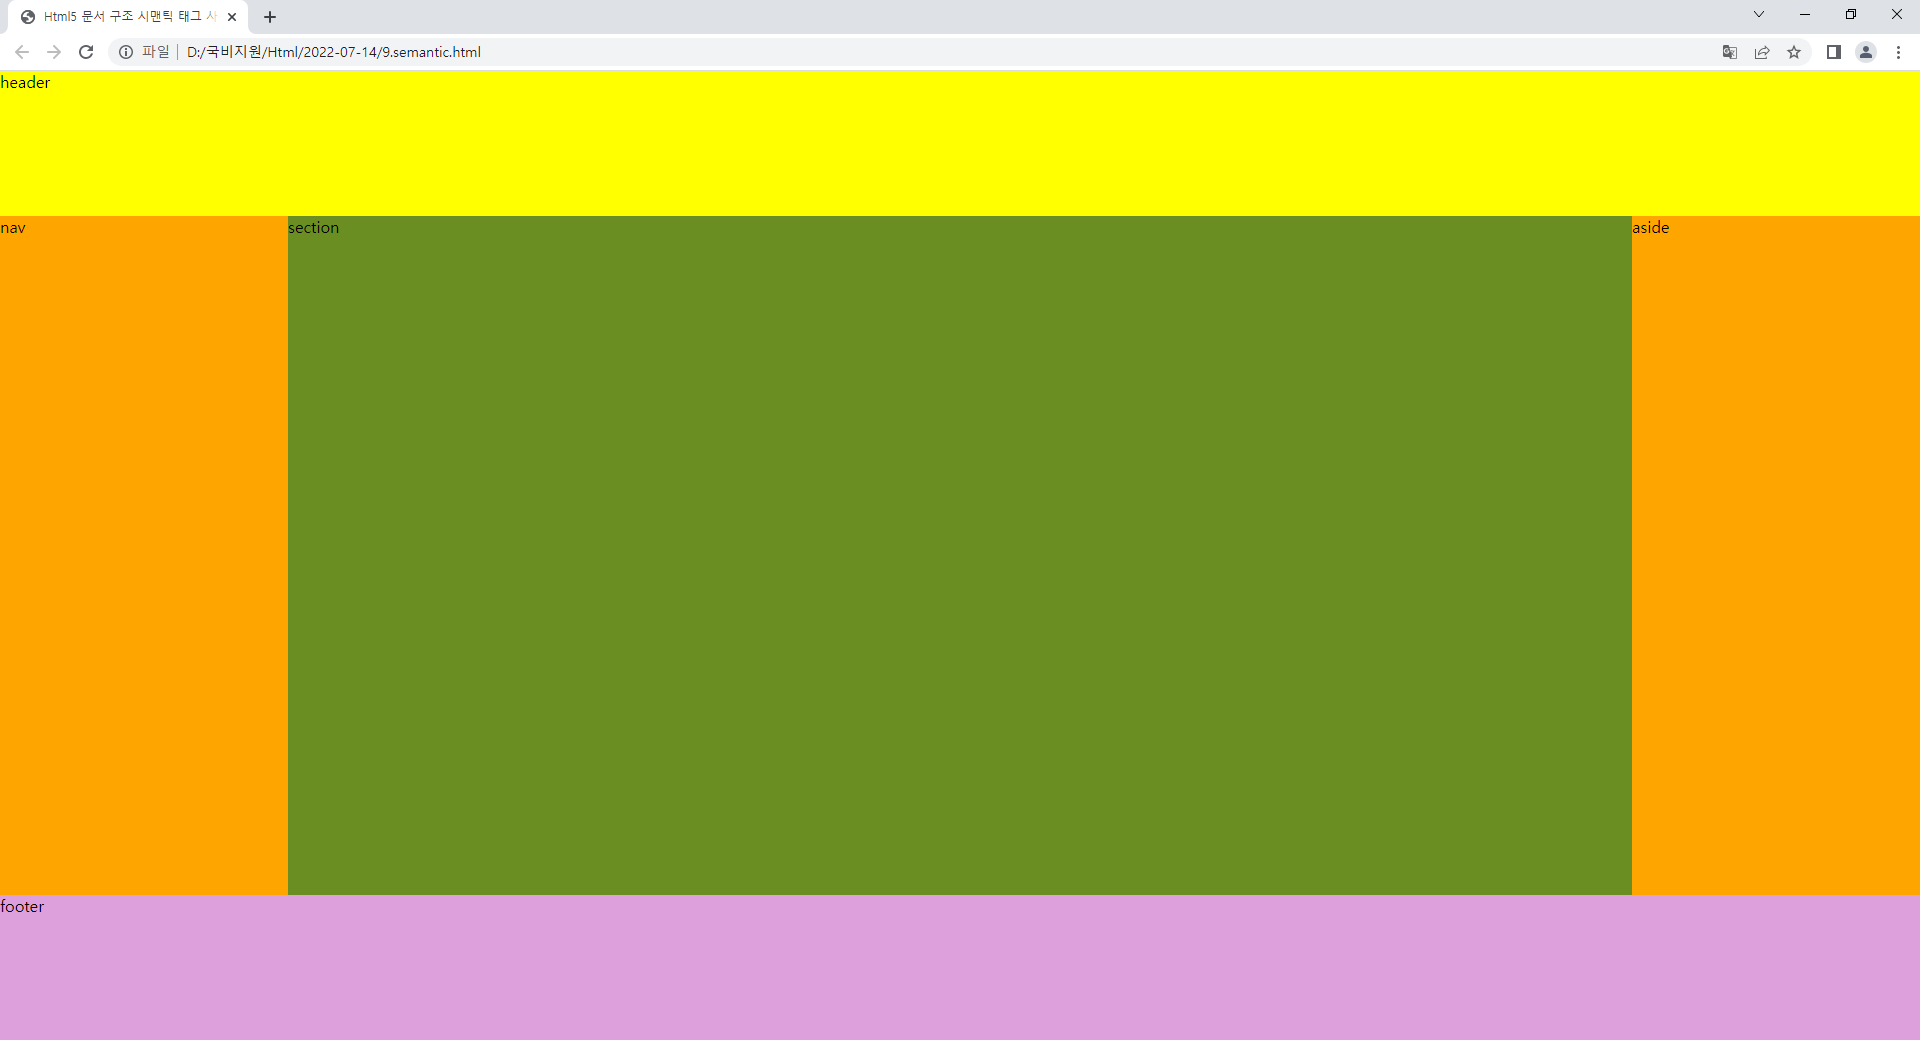 Html5 문서 구조 시맨틱 태그 사
파일 D:/국비지원/Html/2022-07-14/9.semantic.html
header
nav section aside
footer